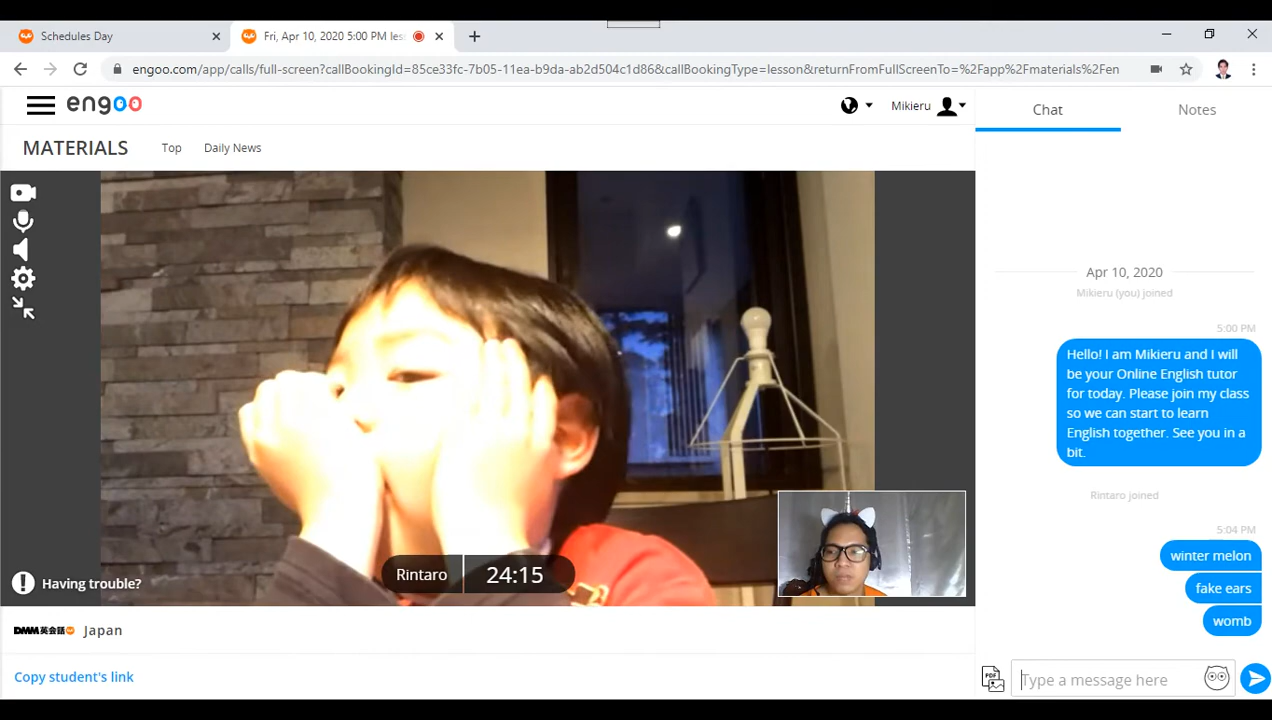 Schedules Day
Fri, Apr 10, 2020 5:00 PM les
engoo.com/app/calls/full-screen?callBookingId=85ce33fc-7b05-11ea-b9da-ab2d504c1d86&callBookingType=lesson&returnFromFullScreenTo=%2Fapp%2Fmaterials%2Fen
engoo
Mikieru
MATERIALS
Top
Daily News
Rintaro
24:15
Having trouble?
DMM英会話
Japan
Copy student's link
Chat
Notes
Apr 10, 2020
Mikieru (you) joined
5:00 PM
Hello! I am Mikieru and I will
be your Online English tutor
for today. Please join my class
so we can start to learn
English together. See you in a
bit.
Rintaro joined
5:04 PM
winter melon
fake ears
womb
PDF
Type a message here